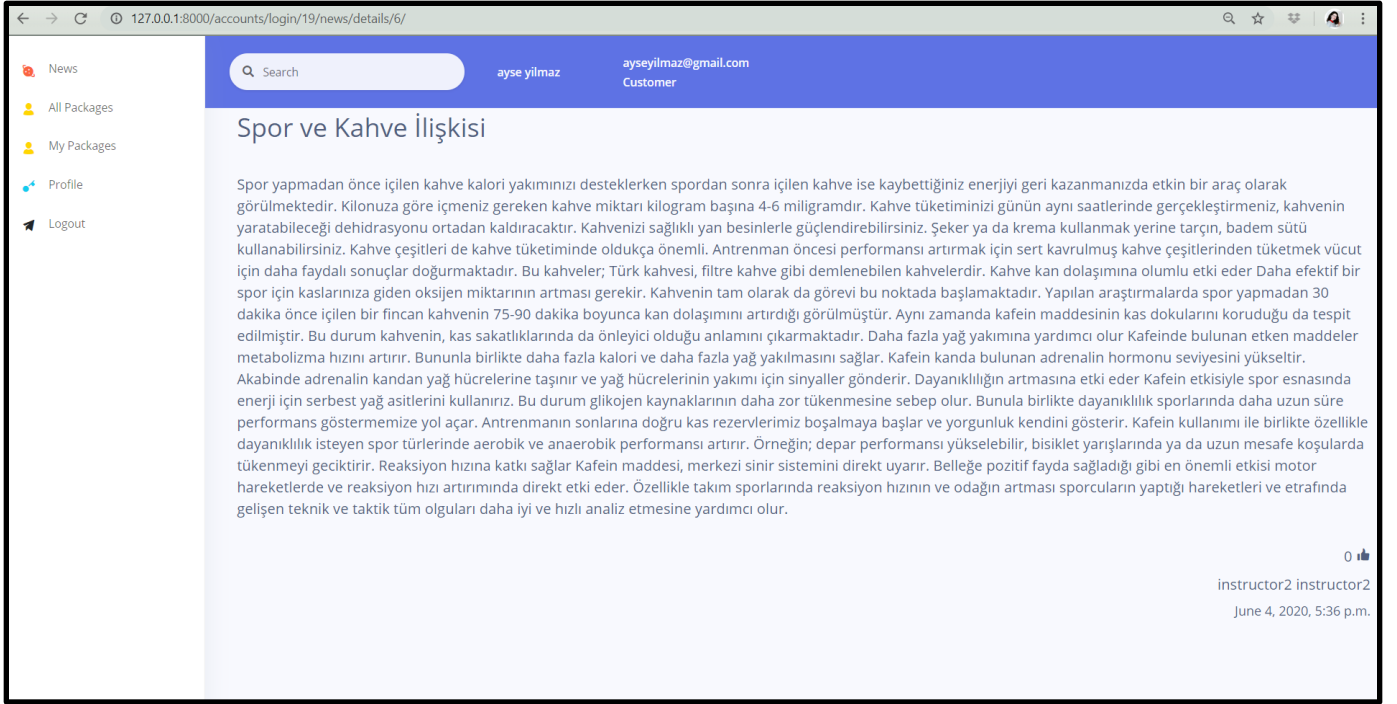 127.0.0.1:8000/accounts/login/19/news/details/6/
News
All Packages
My Packages
Profile
Logout
Search
ayse yilmaz
ayseyilmaz@gmail.com
Customer
Spor ve Kahve İlişkisi
Spor yapmadan önce içilen kahve kalori yakımınızı desteklerken spordan sonra içilen kahve ise kaybettiğiniz enerjiyi geri kazanmanızda etkin bir araç olarak
görülmektedir. Kilonuza göre içmeniz gereken kahve miktarı kilogram başına 4-6 miligramdır. Kahve tüketiminizi günün aynı saatlerinde gerçekleştirmeniz, kahvenin
yaratabileceği dehidrasyonu ortadan kaldıracaktır. Kahvenizi sağlıklı yan besinlerle güçlendirebilirsiniz. Şeker ya da krema kullanmak yerine tarçın, badem sütü
kullanabilirsiniz. Kahve çeşitleri de kahve tüketiminde oldukça önemli. Antrenman öncesi performansı artırmak için sert kavrulmuş kahve çeşitlerinden tüketmek vücut
için daha faydalı sonuçlar doğurmaktadır. Bu kahveler; Türk kahvesi, filtre kahve gibi demlenebilen kahvelerdir. Kahve kan dolaşımına olumlu etki eder Daha efektif bir
spor için kaslarınıza giden oksijen miktarının artması gerekir. Kahvenin tam olarak da görevi bu noktada başlamaktadır. Yapılan araştırmalarda spor yapmadan 30
dakika önce içilen bir fincan kahvenin 75-90 dakika boyunca kan dolaşımını artırdığı görülmüştür. Aynı zamanda kafein maddesinin kas dokularını koruduğu da tespit
edilmiştir. Bu durum kahvenin, kas sakatlıklarında da önleyici olduğu anlamını çıkarmaktadır. Daha fazla yağ yakımına yardımcı olur Kafeinde bulunan etken maddeler
metabolizma hızını artırır. Bununla birlikte daha fazla kalori ve daha fazla yağ yakılmasını sağlar. Kafein kanda bulunan adrenalin hormonu seviyesini yükseltir.
Akabinde adrenalin kandan yağ hücrelerine taşınır ve yağ hücrelerinin yakımı için sinyaller gönderir. Dayanıklılığın artmasına etki eder Kafein etkisiyle spor esnasında
enerji için serbest yağ asitlerini kullanırız. Bu durum glikojen kaynaklarının daha zor tükenmesine sebep olur. Bunula birlikte dayanıklılık sporlarında daha uzun süre
performans göstermemize yol açar. Antrenmanın sonlarına doğru kas rezervlerimiz boşalmaya başlar ve yorgunluk kendini gösterir. Kafein kullanımı ile birlikte özellikle
dayanıklılık isteyen spor türlerinde aerobik ve anaerobik performansı artırır. Örneğin; depar performansı yükselebilir, bisiklet yarışlarında ya da uzun mesafe koşularda
tükenmeyi geciktirir. Reaksiyon hızına katkı sağlar Kafein maddesi, merkezi sinir sistemini direkt uyarır. Belleğe pozitif fayda sağladığı gibi en önemli etkisi motor
hareketlerde ve reaksiyon hızı artırımında direkt etki eder. Özellikle takım sporlarında reaksiyon hızının ve odağın artması sporcuların yaptığı hareketleri ve etrafında
gelişen teknik ve taktik tüm olguları daha iyi ve hızlı analiz etmesine yardımcı olur.
0
instructor2 instructor2
June 4, 2020, 5:36 p.m.